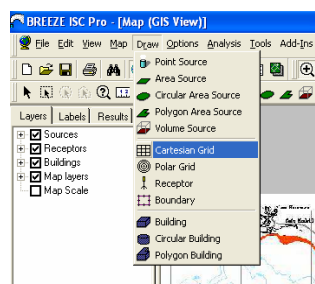 BREEZE ISC Pro - [Map (GIS View)]
File Edit View Map Draw Options Analysis Tools Add-Ins
Point Source
Area Source
Circular Area Source
Polygon Area Source
Volume Source
Cartesian Grid
Polar Grid
Receptor
Boundary
Building
Circular Building
Polygon Building
Layers Labels Results
Sources
Receptors
Buildings
Map layers
Map Scale